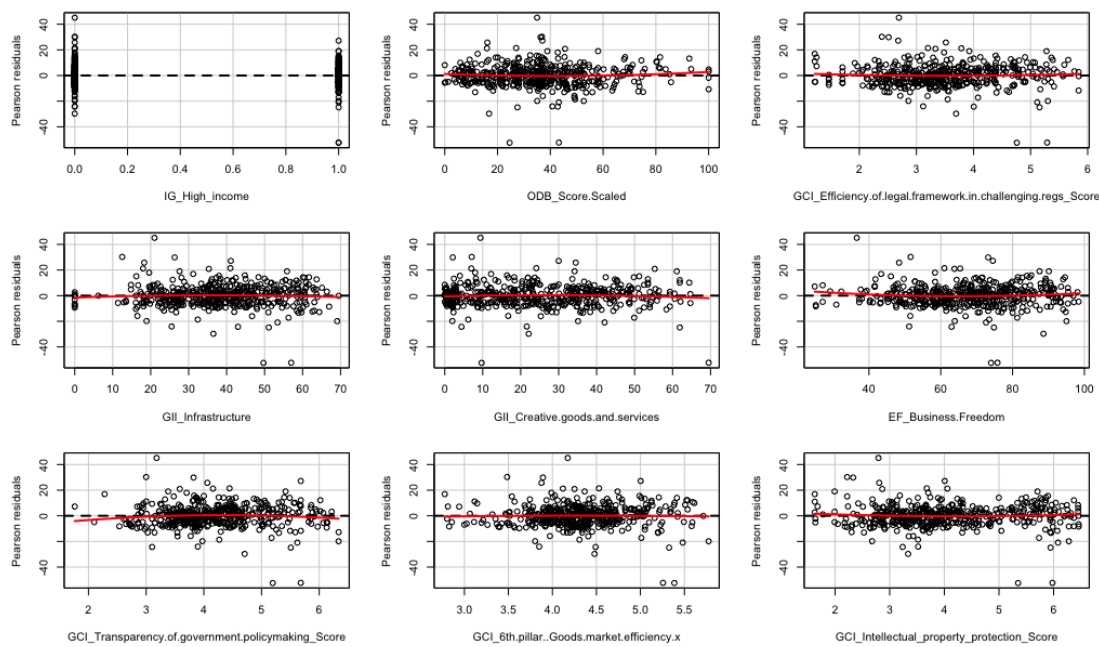 Pearson residuals
40
20
0
-40
0.0 0.2 0.4 0.6 0.8 1.0
IG_High_income
Pearson residuals
40
20
0
-40
0 20 40 60 80 100
ODB_Score.Scaled
Pearson residuals
40
20
0
-40
2 3 4 5 6
GCI_Efficiency.of.legal.framework.in.challenging.regs_Score
Pearson residuals
40
20
0
-40
0 10 20 30 40 50 60 70
GII_Infrastructure
Pearson residuals
40
20
0
-40
0 10 20 30 40 50 60 70
GII_Creative.goods.and.services
Pearson residuals
40
20
0
-40
40 60 80 100
EF_Business.Freedom
Pearson residuals
40
20
0
-40
2 3 4 5 6
GCI_Transparency.of.government.policymaking_Score
Pearson residuals
40
20
0
-40
3.0 3.5 4.0 4.5 5.0 5.5
GCI_6th.pillar..Goods.market.efficiency.x
Pearson residuals
40
20
0
-40
2 3 4 5 6
GCI_Intellectual_property_protection_Score